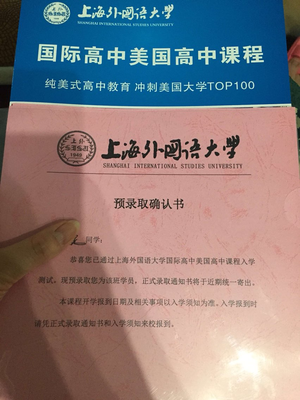 上海外国语大学
SHANGHAI INTERNATIONAL STUDIES UNIVERSITY
国际高中美国高中课程
纯美式高中教育 冲刺美国大学TOP100
上外
SISU
1949
上海外国语大学
SHANGHAI INTERNATIONAL STUDIES UNIVERSITY
预录取确认书
同学:
恭喜您已通过上海外国语大学国际高中美国高中课程入学
测试。现预录取您为该班学员,正式录取通知书将于近期统一寄出。
本课程开学报到日期及相关事项以入学须知为准。入学报到时
请凭正式录取通知书和入学须知来校报到。